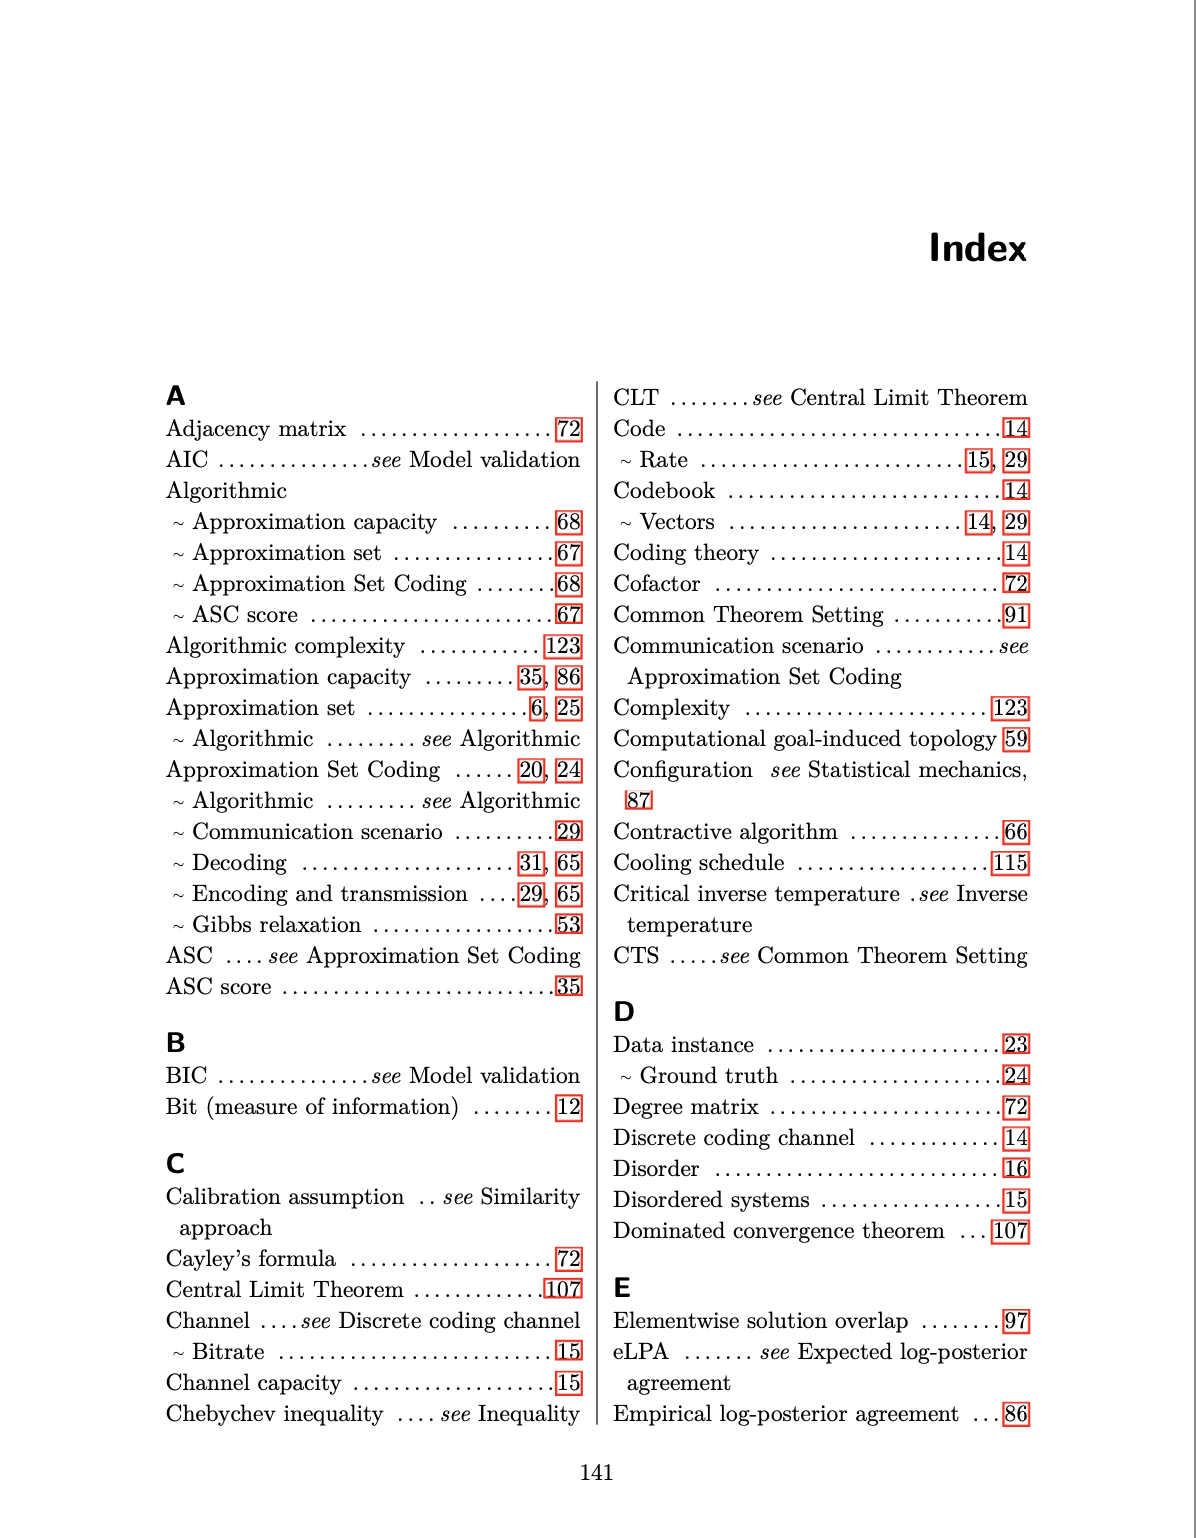 Index
A
Adjacency matrix ................... 72
AIC ............... see Model validation
Algorithmic
~ Approximation capacity .......... 68
~ Approximation set ................ 67
~ Approximation Set Coding ........ 68
~ ASC score ........................ 67
Algorithmic complexity ............ 123
Approximation capacity ......... 35, 86
Approximation set ................ 6, 25
~ Algorithmic ......... see Algorithmic
Approximation Set Coding ...... 20, 24
~ Algorithmic ......... see Algorithmic
~ Communication scenario .......... 29
~ Decoding ..................... 31, 65
~ Encoding and transmission .... 29, 65
~ Gibbs relaxation .................. 53
ASC .... see Approximation Set Coding
ASC score ........................... 35
B
BIC ............... see Model validation
Bit (measure of information) ........ 12
C
Calibration assumption .. see Similarity
approach
Cayley’s formula .................... 72
Central Limit Theorem ............. 107
Channel .... see Discrete coding channel
~ Bitrate ........................... 15
Channel capacity .................... 15
Chebychev inequality .... see Inequality
CLT ........ see Central Limit Theorem
Code ................................ 14
~ Rate .......................... 15, 29
Codebook ........................... 14
~ Vectors ....................... 14, 29
Coding theory ....................... 14
Cofactor ............................ 72
Common Theorem Setting ........... 91
Communication scenario ............ see
Approximation Set Coding
Complexity ........................ 123
Computational goal-induced topology 59
Configuration see Statistical mechanics,
87
Contractive algorithm ............... 66
Cooling schedule ................... 115
Critical inverse temperature . see Inverse
temperature
CTS ..... see Common Theorem Setting
D
Data instance ....................... 23
~ Ground truth ..................... 24
Degree matrix ....................... 72
Discrete coding channel ............. 14
Disorder ............................ 16
Disordered systems .................. 15
Dominated convergence theorem ... 107
E
Elementwise solution overlap ........ 97
eLPA ....... see Expected log-posterior
agreement
Empirical log-posterior agreement ... 86
141